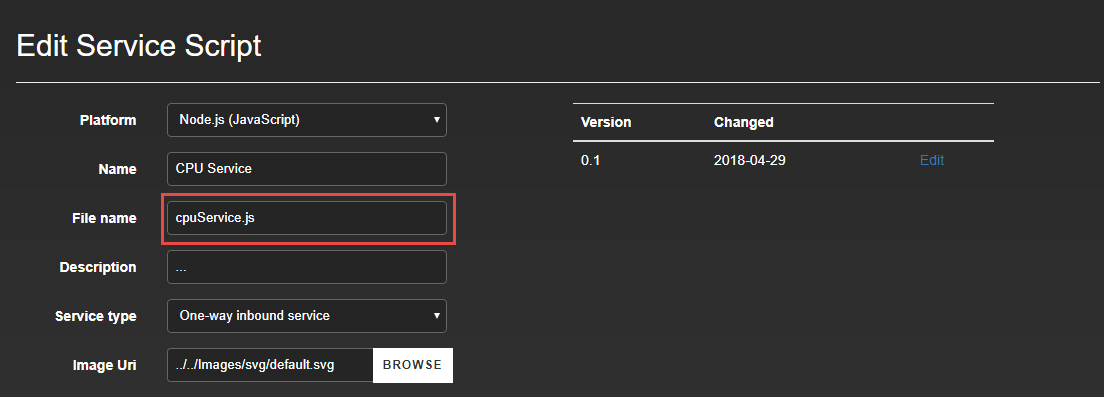 Edit Service Script
Platform Node.js (JavaScript)
Name CPU Service
File name cpuService.js
Description ...
Service type One-way inbound service
Image Uri ../../Images/svg/default.svg BROWSE
Version Changed
0.1 2018-04-29 Edit